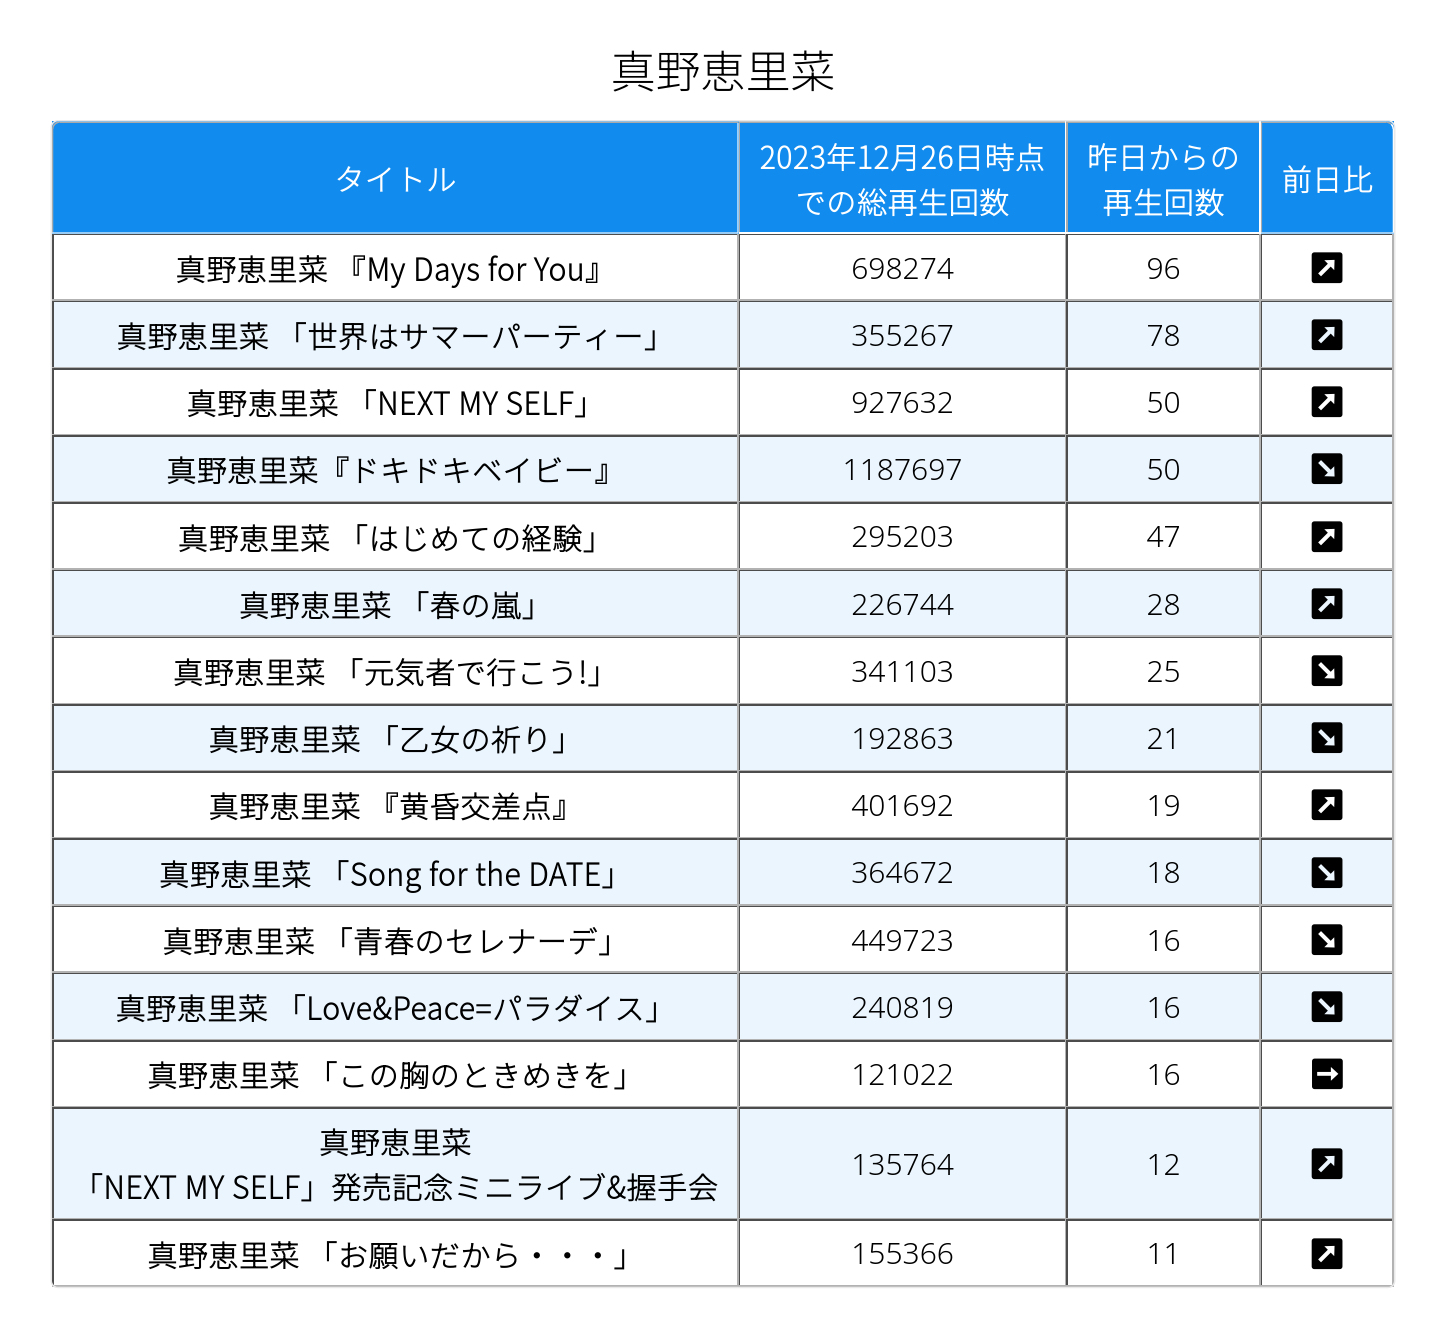 真野恵里菜
タイトル 2023年12月26日時点での総再生回数 昨日からの再生回数 前日比
真野恵里菜 『My Days for You』 698274 96 ↗
真野恵里菜 「世界はサマーパーティー」 355267 78 ↗
真野恵里菜 「NEXT MY SELF」 927632 50 ↗
真野恵里菜『ドキドキベイビー』 1187697 50 ↘
真野恵里菜 「はじめての経験」 295203 47 ↗
真野恵里菜 「春の嵐」 226744 28 ↗
真野恵里菜 「元気者で行こう!」 341103 25 ↘
真野恵里菜 「乙女の祈り」 192863 21 ↘
真野恵里菜 『黄昏交差点』 401692 19 ↗
真野恵里菜 「Song for the DATE」 364672 18 ↘
真野恵里菜 「青春のセレナーデ」 449723 16 ↘
真野恵里菜 「Love&Peace=パラダイス」 240819 16 ↘
真野恵里菜 「この胸のときめきを」 121022 16 →
真野恵里菜
「NEXT MY SELF」発売記念ミニライブ&握手会 135764 12 ↗
真野恵里菜 「お願いだから・・・」 155366 11 ↗